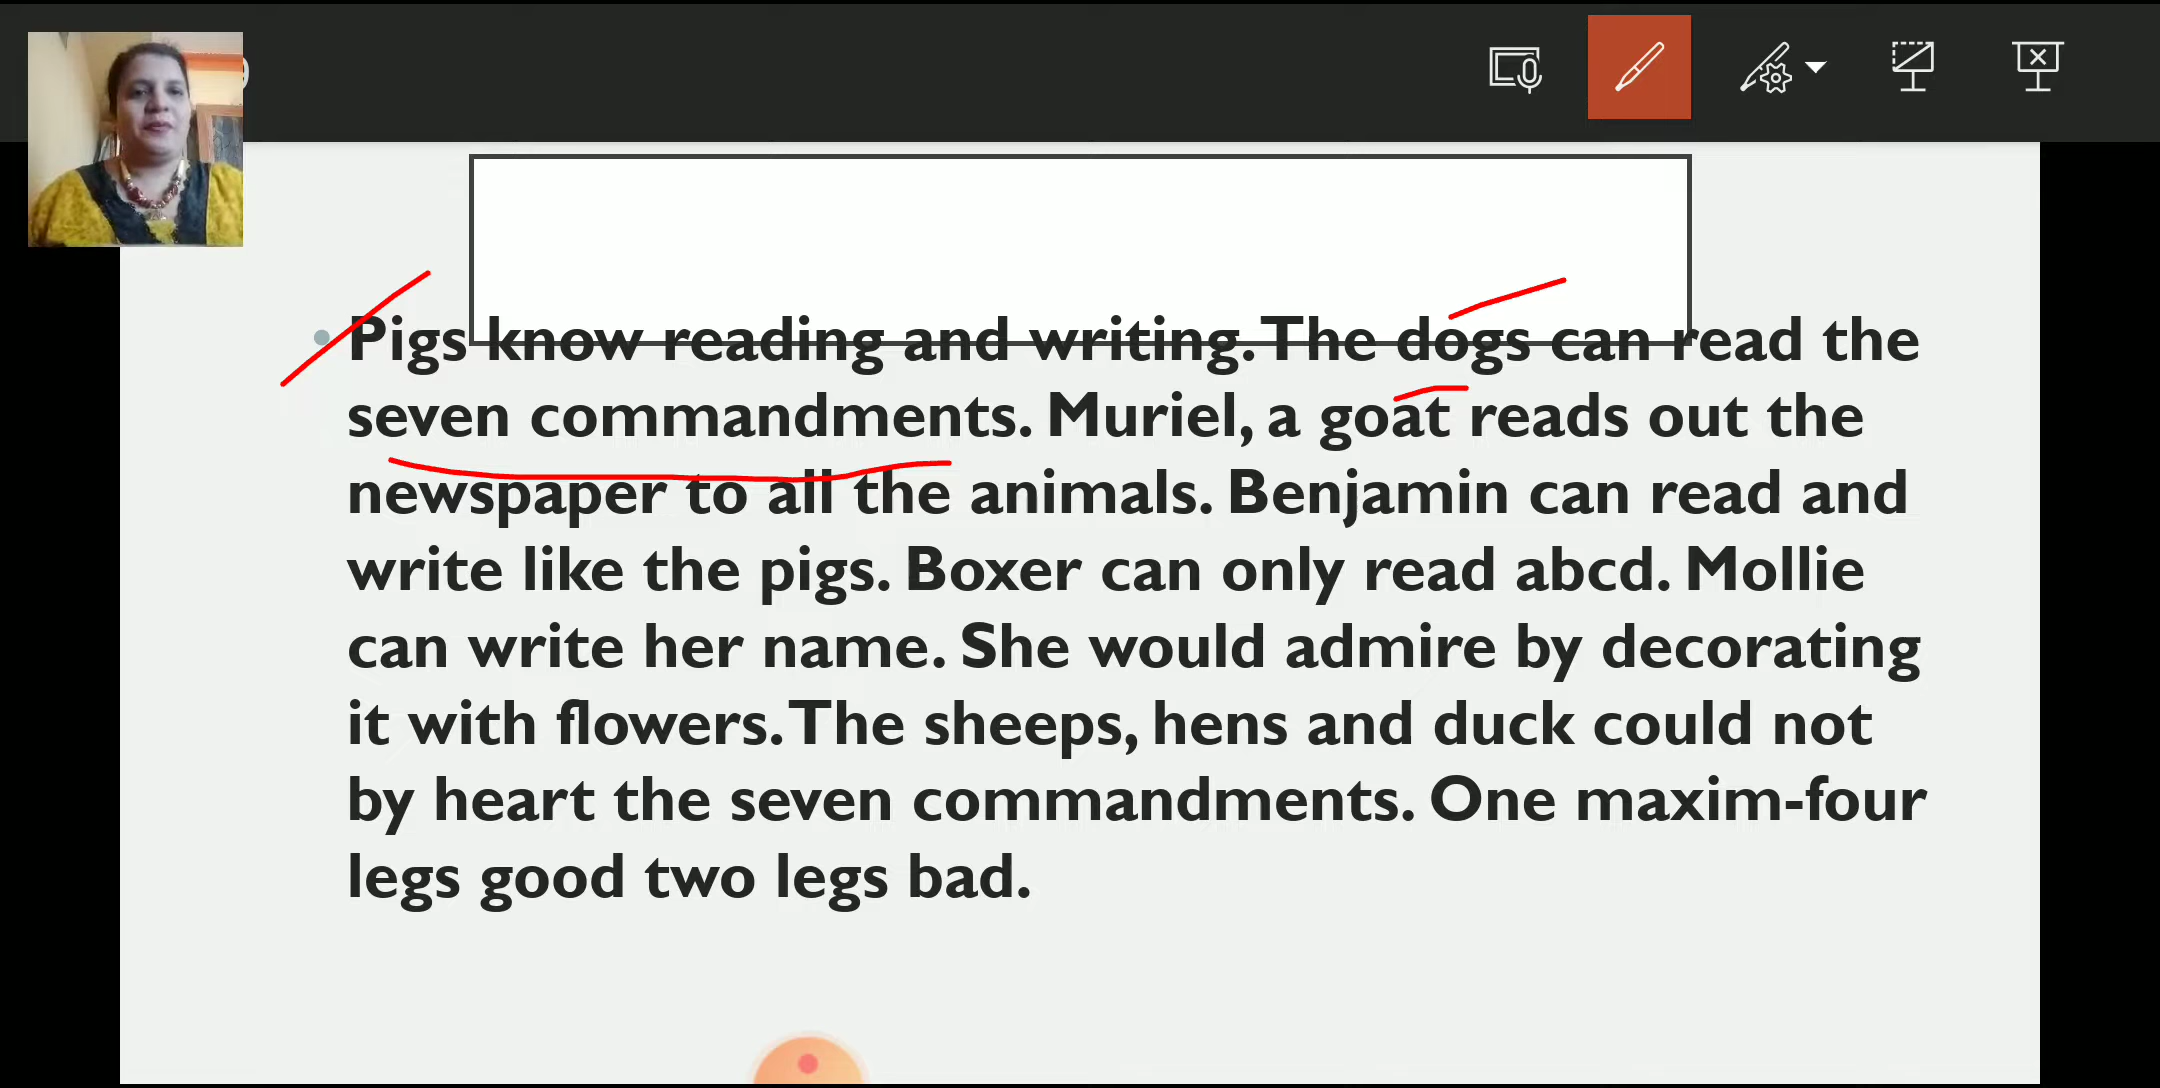 Pigs know reading and writing. The dogs can read the
seven commandments. Muriel, a goat reads out the
newspaper to all the animals. Benjamin can read and
write like the pigs. Boxer can only read abcd. Mollie
can write her name. She would admire by decorating
it with flowers. The sheeps, hens and duck could not
by heart the seven commandments. One maxim-four
legs good two legs bad.